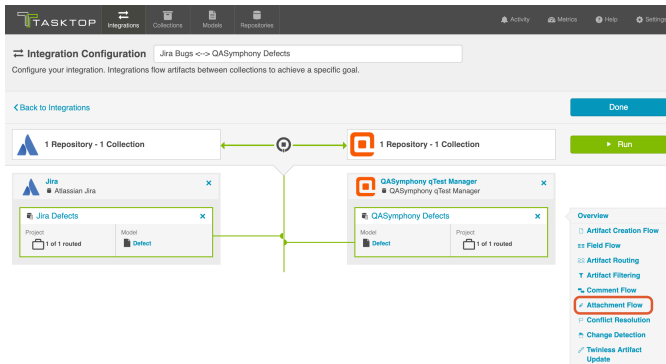 TASKTOP
Integrations
Collections
Models
Repositories
Activity
Metrics
Help
Settings
Integration Configuration
Jira Bugs <--> QASymphony Defects
Configure your integration. Integrations flow artifacts between collections to achieve a specific goal.
Back to Integrations
Done
1 Repository - 1 Collection
1 Repository - 1 Collection
Run
Jira
Atlassian Jira
QASymphony qTest Manager
QASymphony qTest Manager
Jira Defects
Project
Model
1 of 1 routed
Defect
QASymphony Defects
Model
Project
Defect
1 of 1 routed
Overview
Artifact Creation Flow
Field Flow
Artifact Routing
Artifact Filtering
Comment Flow
Attachment Flow
Conflict Resolution
Change Detection
Twinless Artifact
Update